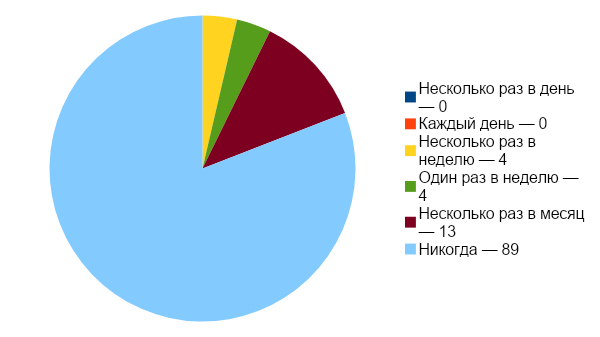 Несколько раз в день
— 0
Каждый день — 0
Несколько раз в
неделю — 4
Один раз в неделю —
4
Несколько раз в месяц
— 13
Никогда — 89